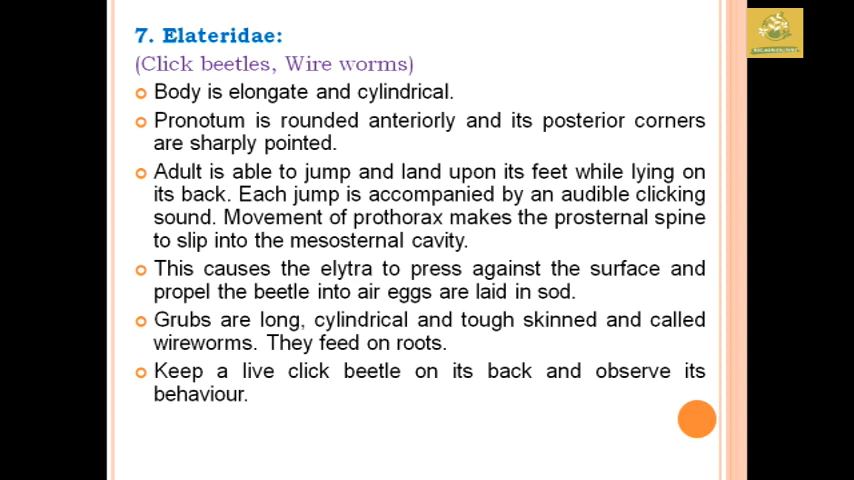 7. Elateridae:
(Click beetles, Wire worms)
Body is elongate and cylindrical.
Pronotum is rounded anteriorly and its posterior corners
are sharply pointed.
Adult is able to jump and land upon its feet while lying on
its back. Each jump is accompanied by an audible clicking
sound. Movement of prothorax makes the prosternal spine
to slip into the mesosternal cavity.
This causes the elytra to press against the surface and
propel the beetle into air eggs are laid in sod.
Grubs are long, cylindrical and tough skinned and called
wireworms. They feed on roots.
Keep a live click beetle on its back and observe its
behaviour.